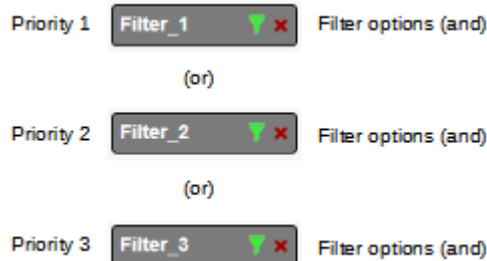 Priority 1 Filter_1 Filter options (and)
(or)
Priority 2 Filter_2 Filter options (and)
(or)
Priority 3 Filter_3 Filter options (and)